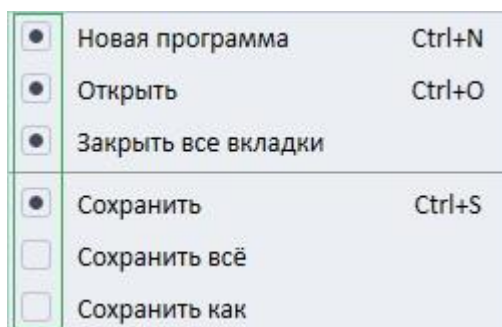 Новая программа Ctrl+N
Открыть Ctrl+O
Закрыть все вкладки
Сохранить Ctrl+S
Сохранить всё
Сохранить как